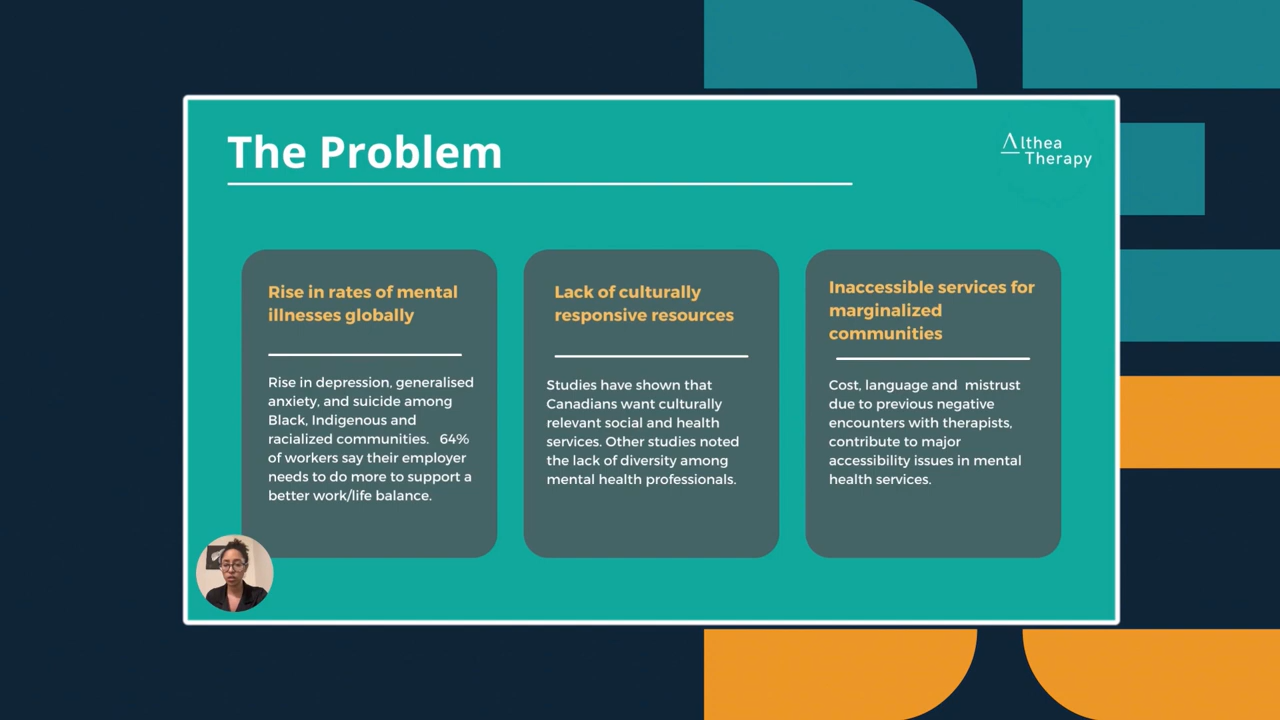 The Problem
Althea
Therapy
Rise in rates of mental
illnesses globally
Rise in depression, generalised
anxiety, and suicide among
Black, Indigenous and
racialized communities.   64%
of workers say their employer
needs to do more to support a
better work/life balance.
Lack of culturally
responsive resources
Studies have shown that
Canadians want culturally
relevant social and health
services. Other studies noted
the lack of diversity among
mental health professionals.
Inaccessible services for
marginalized
communities
Cost, language and  mistrust
due to previous negative
encounters with therapists,
contribute to major
accessibility issues in mental
health services.